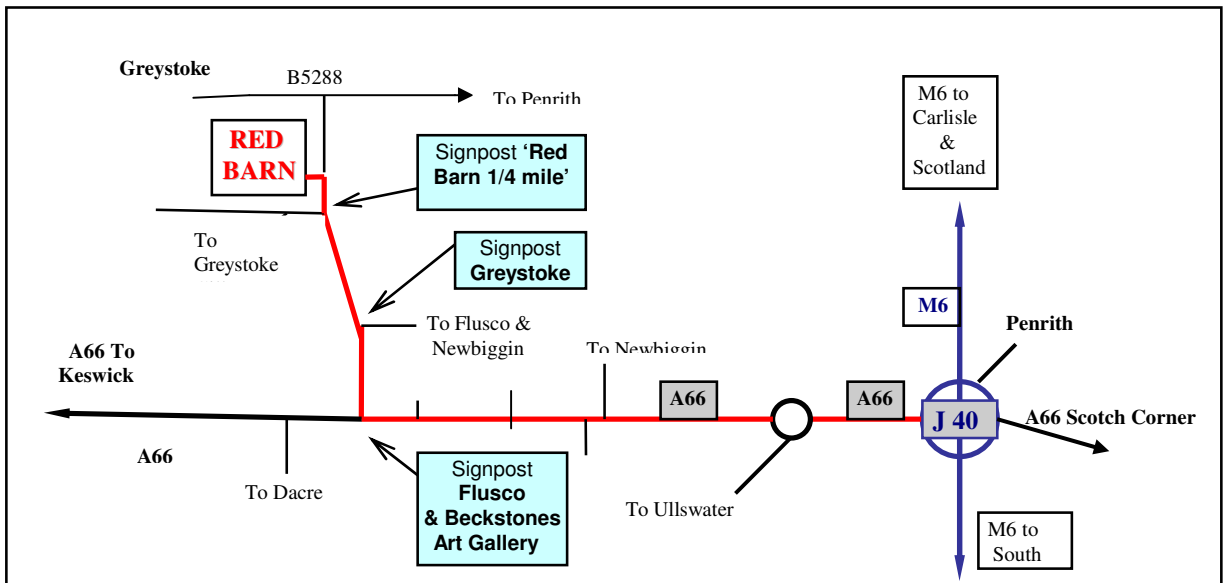 Greystoke
B5288
To Penrith
M6 to
Carlisle
&
Scotland
RED
BARN
Signpost ‘Red
Barn 1/4 mile’
To
Greystoke
Signpost
Greystoke
M6
Penrith
To Flusco &
Newbiggin
To Newbiggin
A66 To
Keswick
A66
A66
J 40
A66 Scotch Corner
A66
Signpost
Flusco
& Beckstones
Art Gallery
To Dacre
To Ullswater
M6 to
South